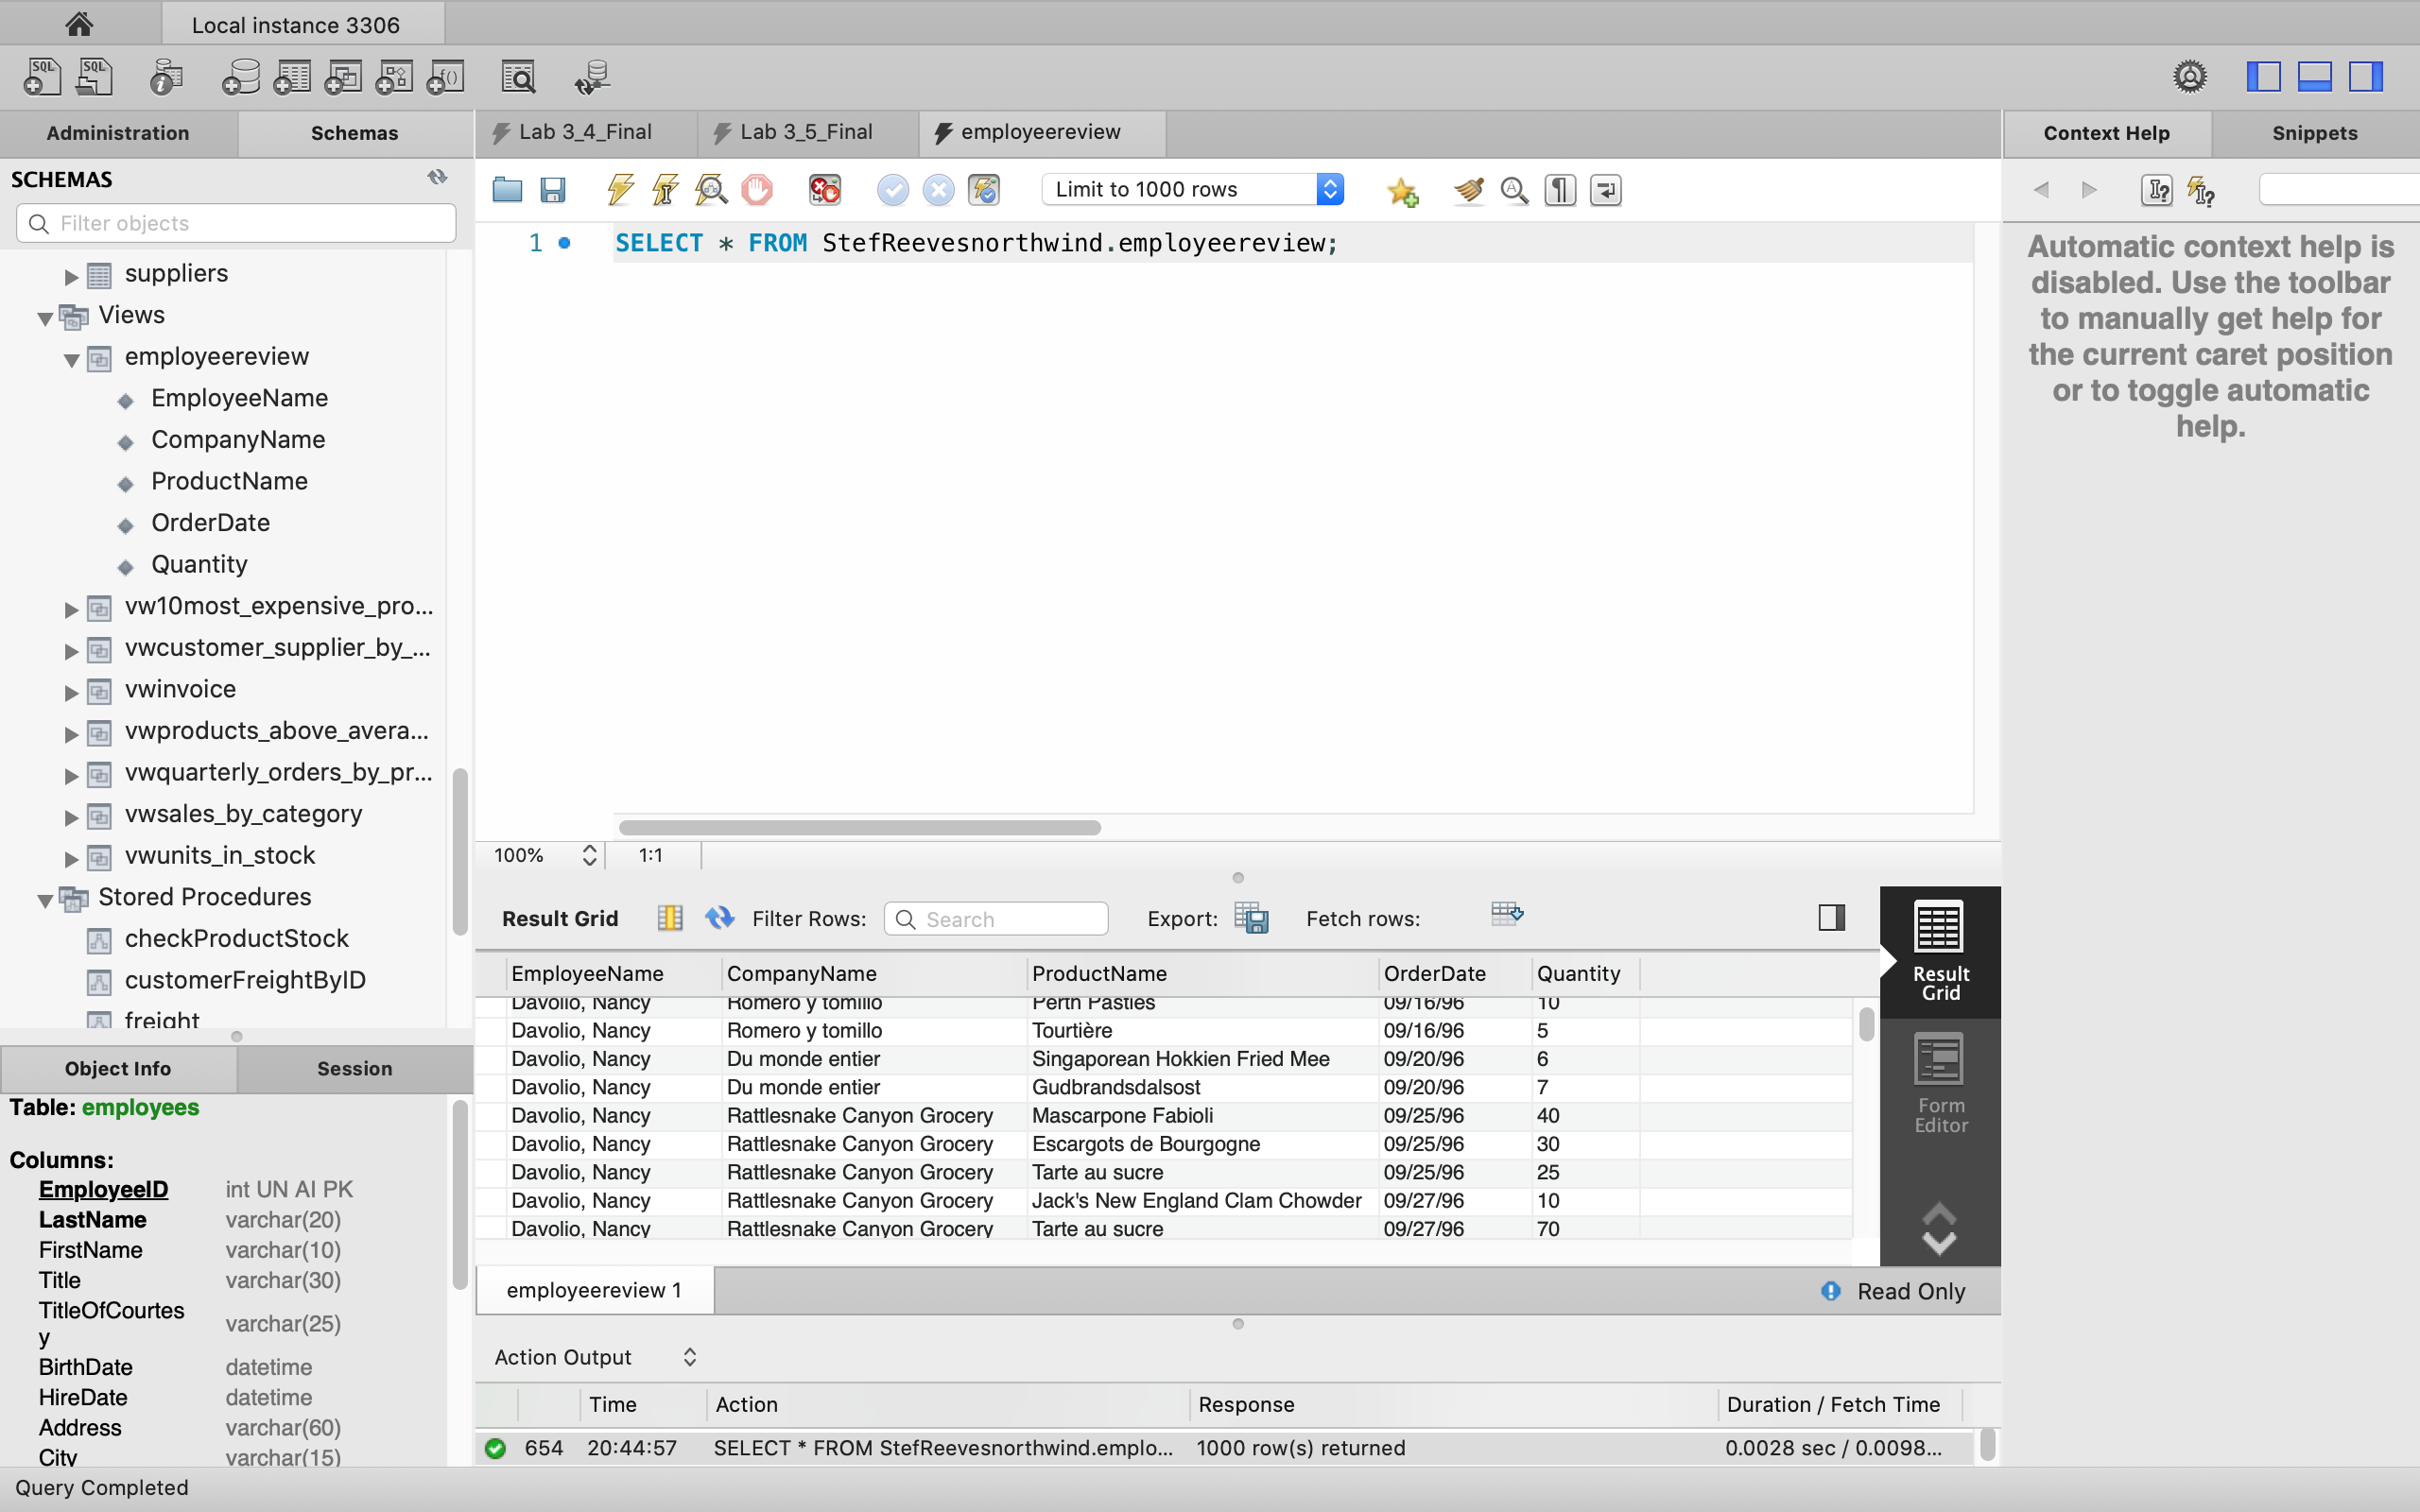 Local instance 3306
SQL SQL
Administration Schemas
SCHEMAS
Filter objects
suppliers
Views
employeereview
EmployeeName
CompanyName
ProductName
OrderDate
Quantity
vw10most_expensive_pro...
vwcustomer_supplier_by_...
vwinvoice
vwproducts_above_avera...
vwquarterly_orders_by_pr...
vwsales_by_category
vwunits_in_stock
Stored Procedures
checkProductStock
customerFreightByID
freight
Object Info Session
Table: employees
Columns:
EmployeeID int UN AI PK
LastName varchar(20)
FirstName varchar(10)
Title varchar(30)
TitleOfCourtes
y varchar(25)
BirthDate datetime
HireDate datetime
Address varchar(60)
City varchar(15)
Lab 3_4_Final Lab 3_5_Final employeereview
Limit to 1000 rows
1 SELECT * FROM StefReevesnorthwind.employeereview;
100% 1:1
Result Grid Filter Rows: Search Export: Fetch rows:
EmployeeName CompanyName ProductName OrderDate Quantity
Davolio, Nancy Romero y tomillo Perth Pasties 09/16/96 10
Davolio, Nancy Romero y tomillo Tourtière 09/16/96 5
Davolio, Nancy Du monde entier Singaporean Hokkien Fried Mee 09/20/96 6
Davolio, Nancy Du monde entier Gudbrandsdalsost 09/20/96 7
Davolio, Nancy Rattlesnake Canyon Grocery Mascarpone Fabioli 09/25/96 40
Davolio, Nancy Rattlesnake Canyon Grocery Escargots de Bourgogne 09/25/96 30
Davolio, Nancy Rattlesnake Canyon Grocery Tarte au sucre 09/25/96 25
Davolio, Nancy Rattlesnake Canyon Grocery Jack's New England Clam Chowder 09/27/96 10
Davolio, Nancy Rattlesnake Canyon Grocery Tarte au sucre 09/27/96 70
Result
Grid
Form
Editor
employeereview 1 Read Only
Action Output
Time Action Response Duration / Fetch Time
654 20:44:57 SELECT * FROM StefReevesnorthwind.emplo... 1000 row(s) returned 0.0028 sec / 0.0098...
Context Help Snippets
Automatic context help is
disabled. Use the toolbar
to manually get help for
the current caret position
or to toggle automatic
help.
Query Completed